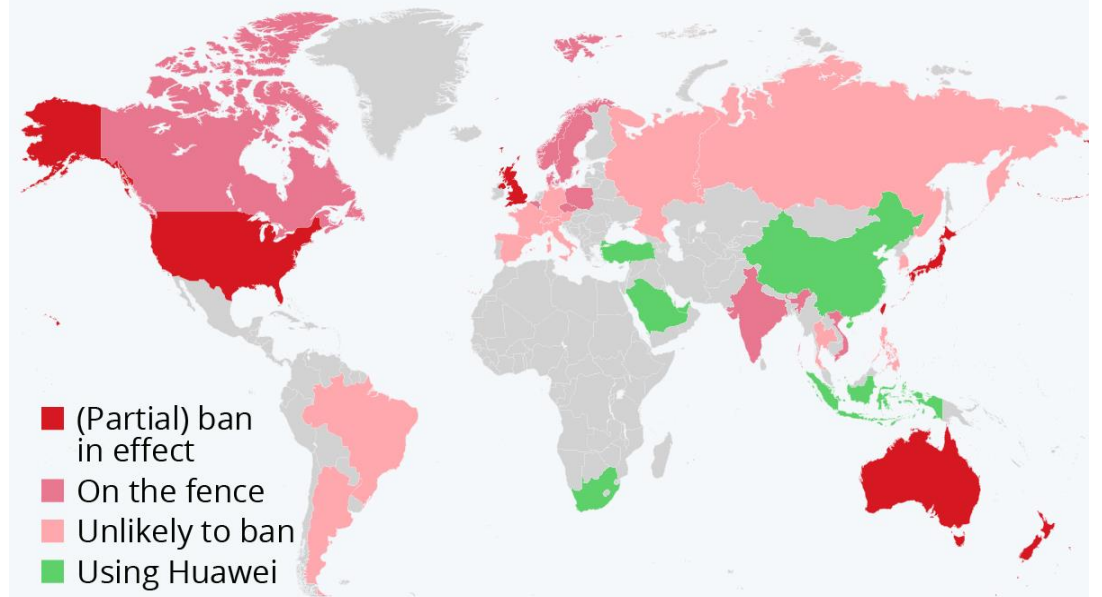 (Partial) ban
in effect
On the fence
Unlikely to ban
Using Huawei